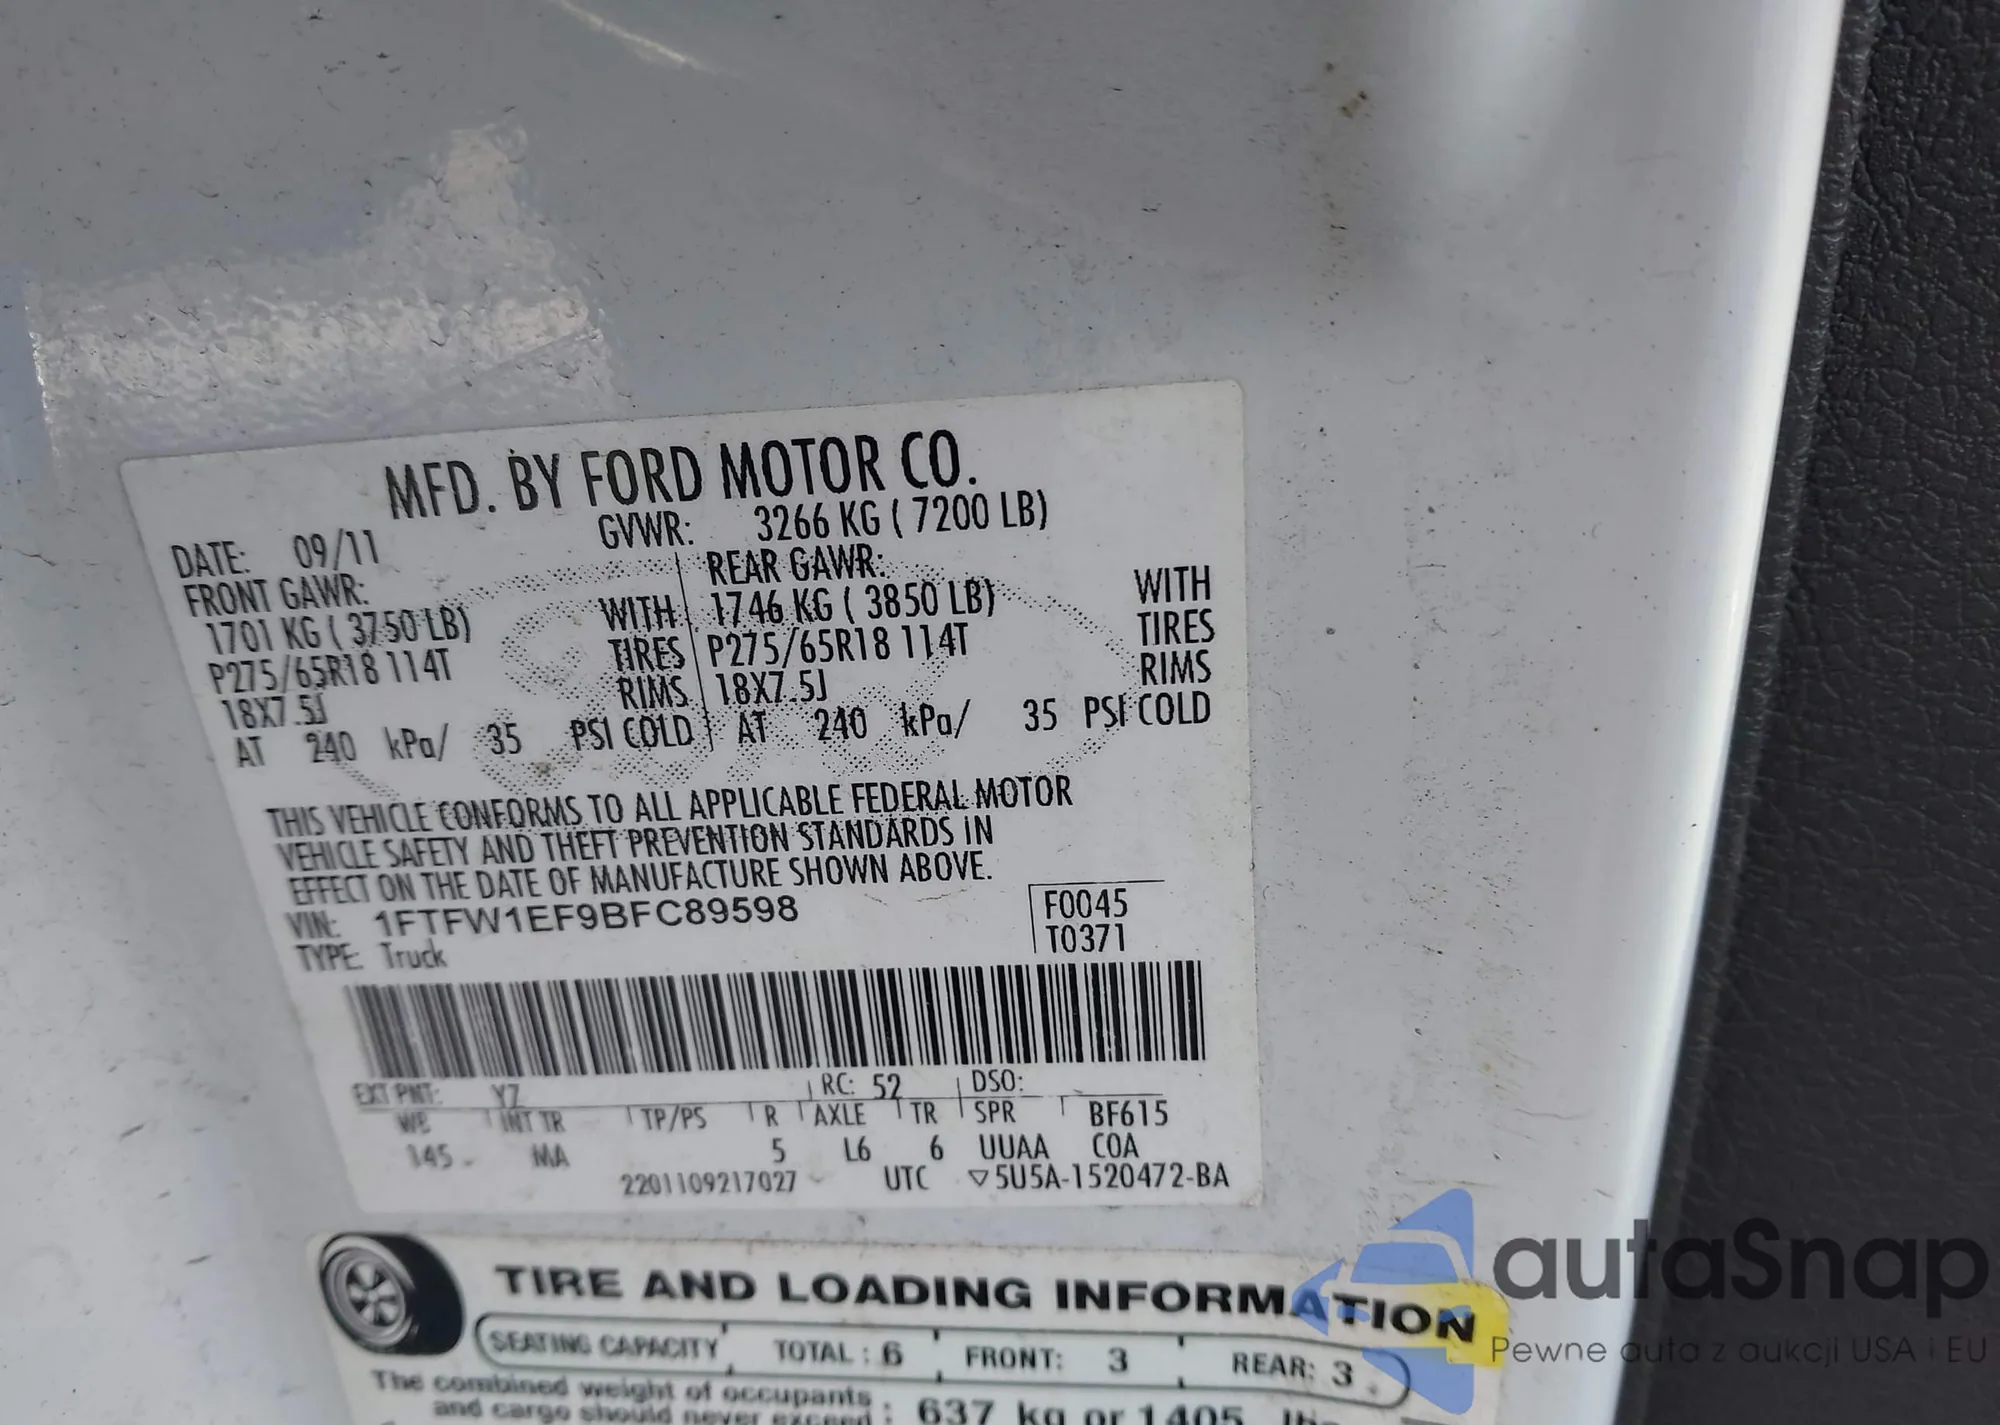 MFD. BY FORD MOTOR CO.
DATE: 09/11 GVWR: 3266 KG ( 7200 LB)
FRONT GAWR: REAR GAWR:
1701 KG ( 3750 LB) WITH 1746 KG ( 3850 LB) WITH
P275/65R18 114T TIRES P275/65R18 114T TIRES
18X7.5J RIMS 18X7.5J RIMS
AT 240 kPa/ 35 PSI COLD AT 240 kPa/ 35 PSI COLD
THIS VEHICLE CONFORMS TO ALL APPLICABLE FEDERAL MOTOR
VEHICLE SAFETY AND THEFT PREVENTION STANDARDS IN
EFFECT ON THE DATE OF MANUFACTURE SHOWN ABOVE.
VIN: 1FTFW1EF9BFC89598 F0045
TYPE: Truck T0371
EXT PNT: YZ RC: 52 DSO:
WB INT TR TP/PS R AXLE TR SPR BF615
145 MA 5 L6 6 UUAA COA
2201109217027 UTC ▽5U5A-1520472-BA
TIRE AND LOADING INFORMATION
SEATING CAPACITY TOTAL : 6 FRONT: 3 REAR: 3
The combined weight of occupants
and cargo should never exceed : 637 kg or 1405 lbs
autaSnap
Pewne auta z aukcji USA i EU